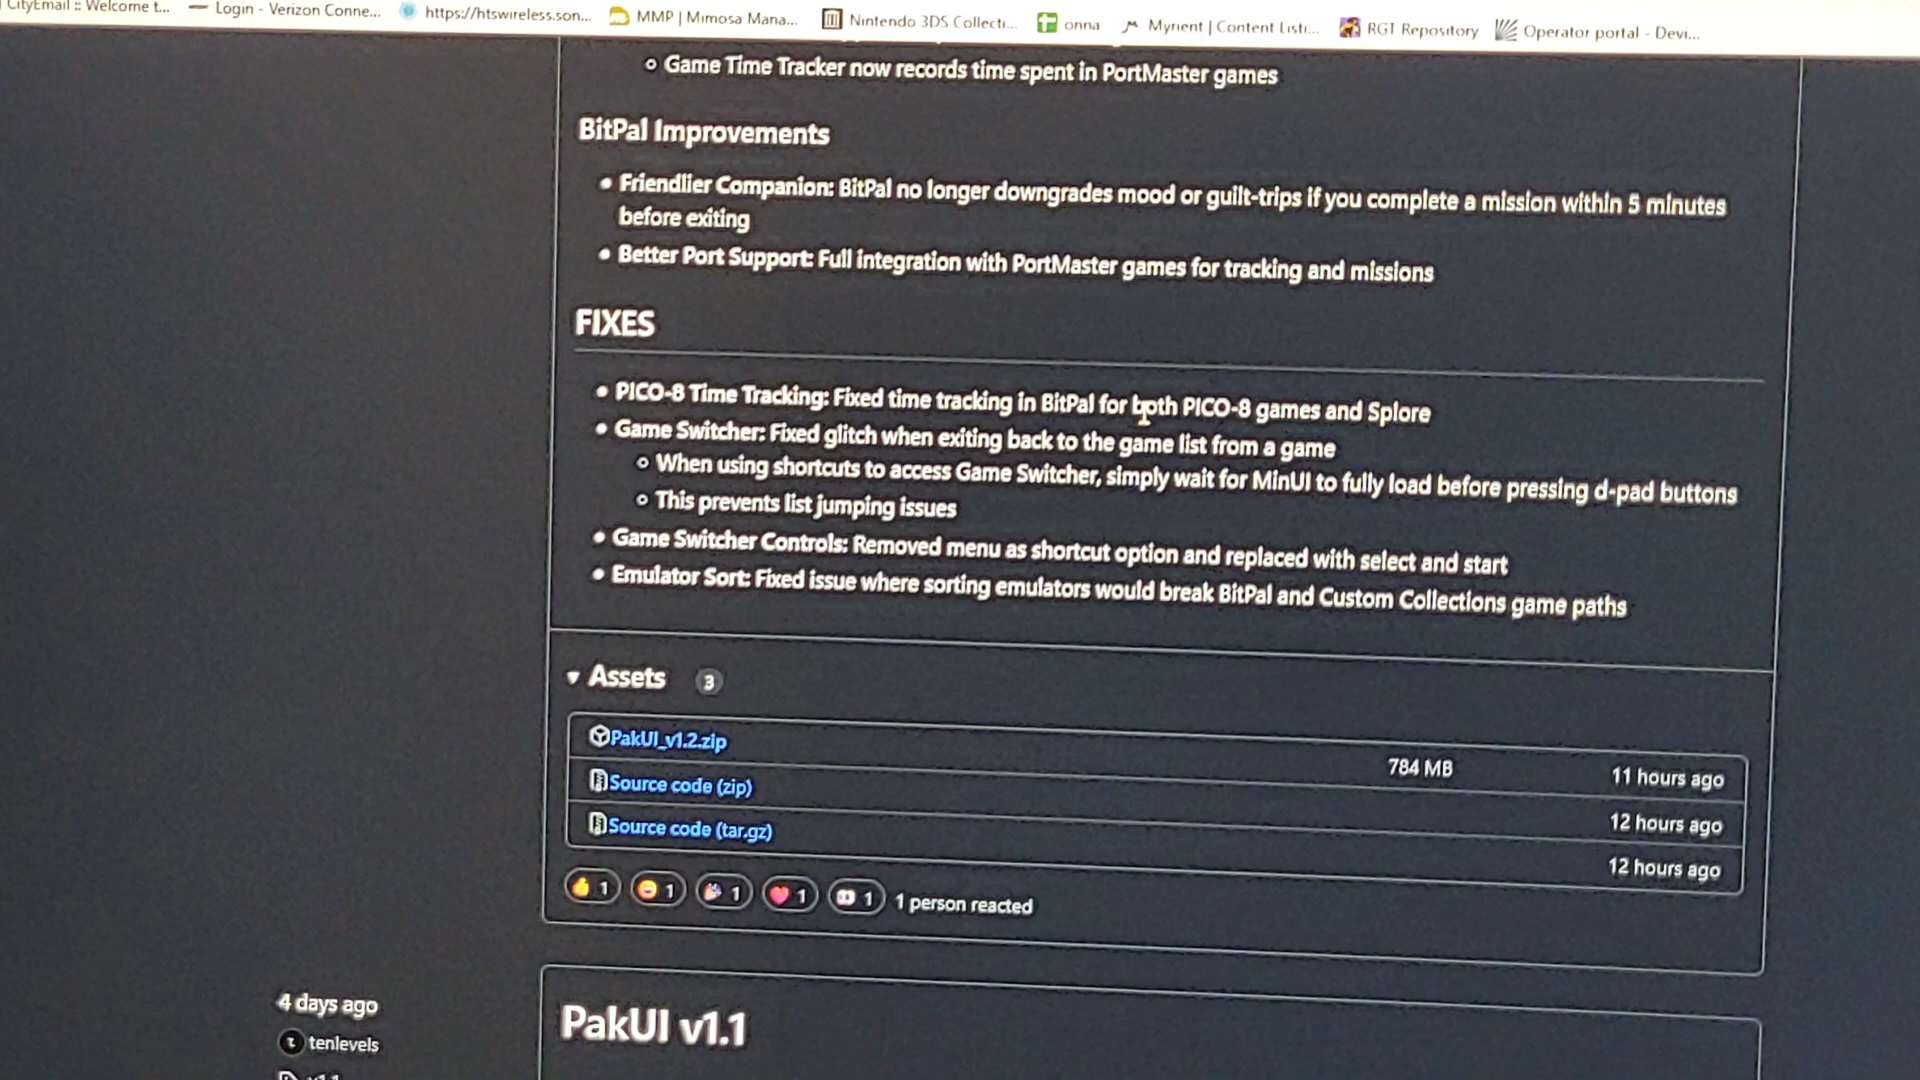 CityEmail :: Welcome t... Login - Verizon Conne... https://htswireless.son... MMP | Mimosa Mana... Nintendo 3DS Collecti... onna Myrient | Content Listi... RGT Repository Operator portal - Devi...
Game Time Tracker now records time spent in PortMaster games
BitPal Improvements
Friendlier Companion: BitPal no longer downgrades mood or guilt-trips if you complete a mission within 5 minutes
before exiting
Better Port Support: Full integration with PortMaster games for tracking and missions
FIXES
PICO-8 Time Tracking: Fixed time tracking in BitPal for both PICO-8 games and Splore
Game Switcher: Fixed glitch when exiting back to the game list from a game
When using shortcuts to access Game Switcher, simply wait for MinUI to fully load before pressing d-pad buttons
This prevents list jumping issues
Game Switcher Controls: Removed menu as shortcut option and replaced with select and start
Emulator Sort: Fixed issue where sorting emulators would break BitPal and Custom Collections game paths
Assets 3
PakUI_v1.2.zip 784 MB 11 hours ago
Source code (zip) 12 hours ago
Source code (tar.gz) 12 hours ago
1 1 1 1 1 1 person reacted
4 days ago
PakUI v1.1
tenlevels